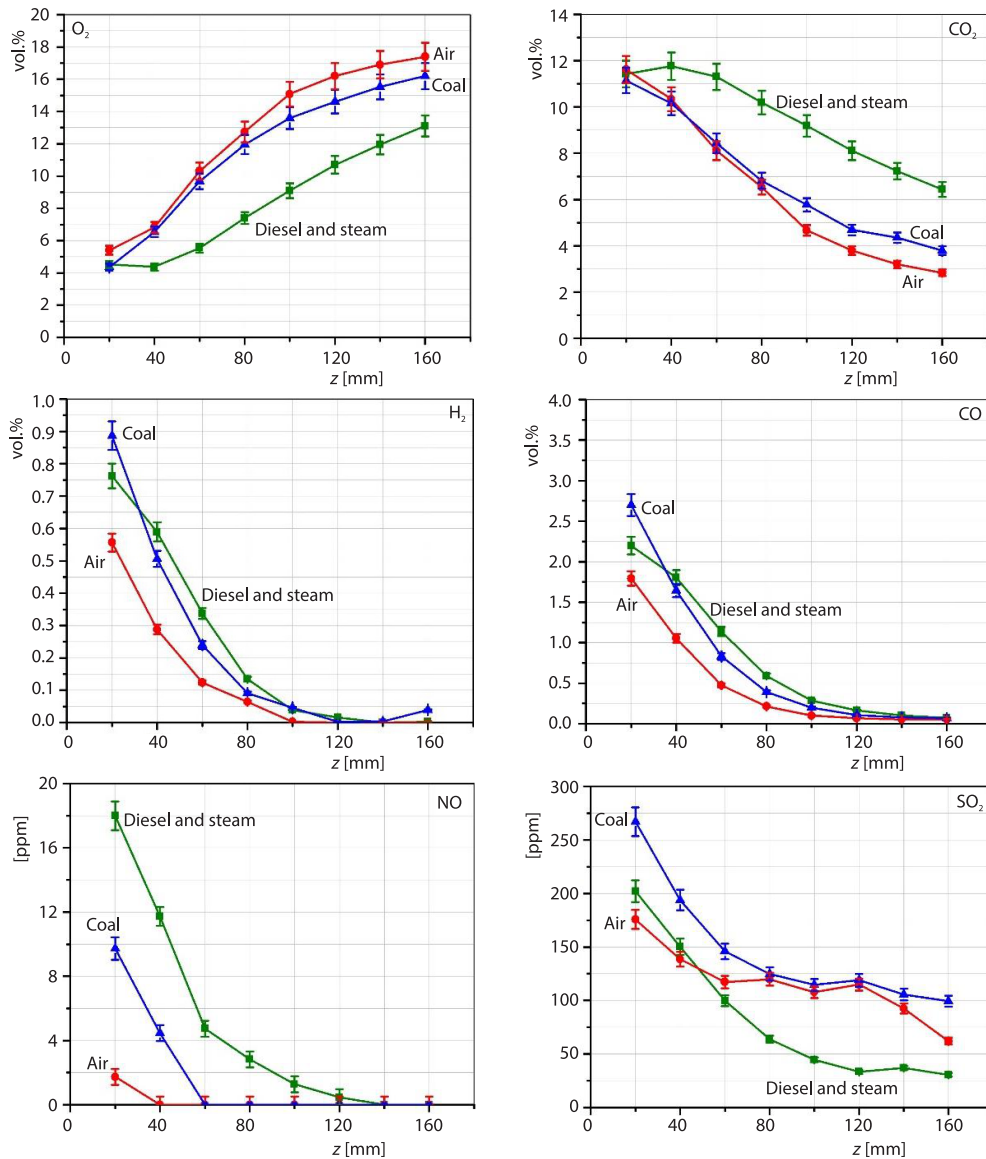 O₂
vol.%
20
18
16
14
12
10
8
6
4
2
0
Air
Coal
Diesel and steam
0 40 80 100 120 160
z [mm]
CO₂
vol.%
14
12
10
8
6
4
2
0
Diesel and steam
Coal
Air
0 40 80 120 160
z [mm]
H₂
vol.%
1.0
0.9
0.8
0.7
0.6
0.5
0.4
0.3
0.2
0.1
0.0
Coal
Air
Diesel and steam
0 40 80 120 160
z [mm]
CO
vol.%
4.0
3.5
3.0
2.5
2.0
1.5
1.0
0.5
0.0
Coal
Air
Diesel and steam
0 40 80 120 160
z [mm]
NO
[ppm]
20
16
12
8
4
0
Diesel and steam
Coal
Air
0 40 80 120 160
z [mm]
SO₂
[ppm]
300
250
200
150
100
50
0
Coal
Air
Diesel and steam
0 40 80 120 160
z [mm]